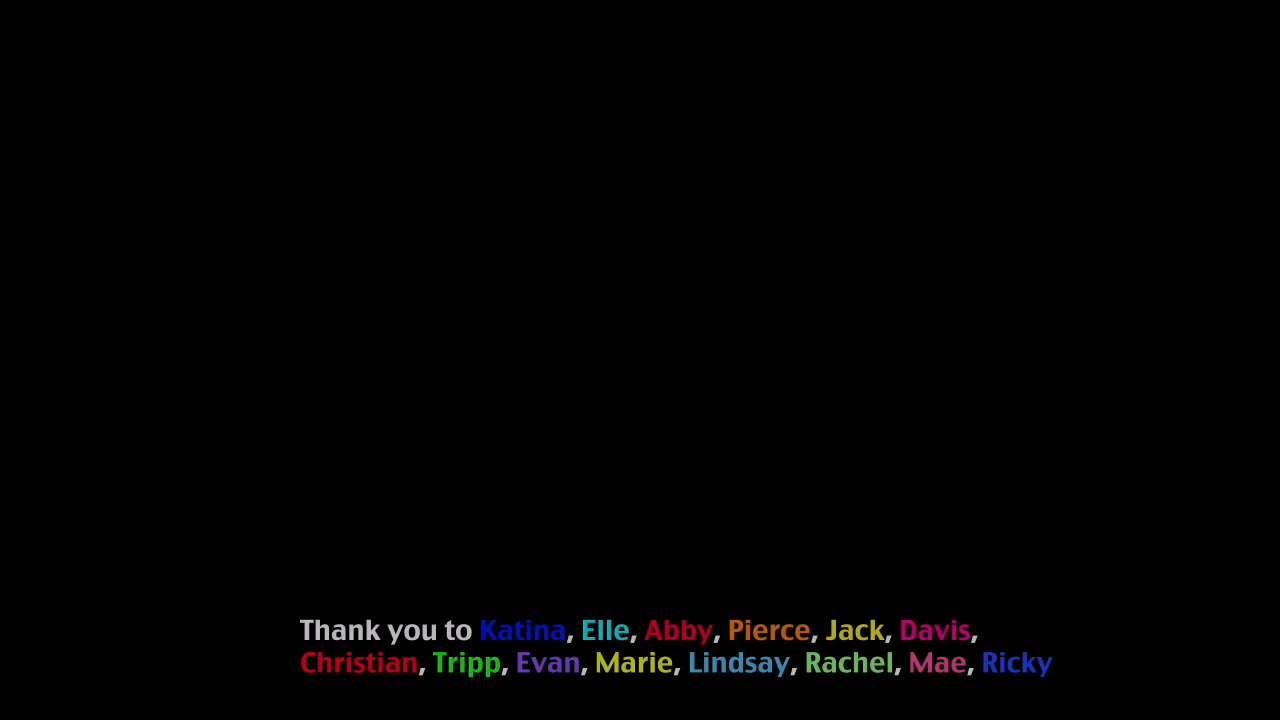 Thank you to Katina, Elle, Abby, Pierce, Jack, Davis,
Christian, Tripp, Evan, Marie, Lindsay, Rachel, Mae, Ricky